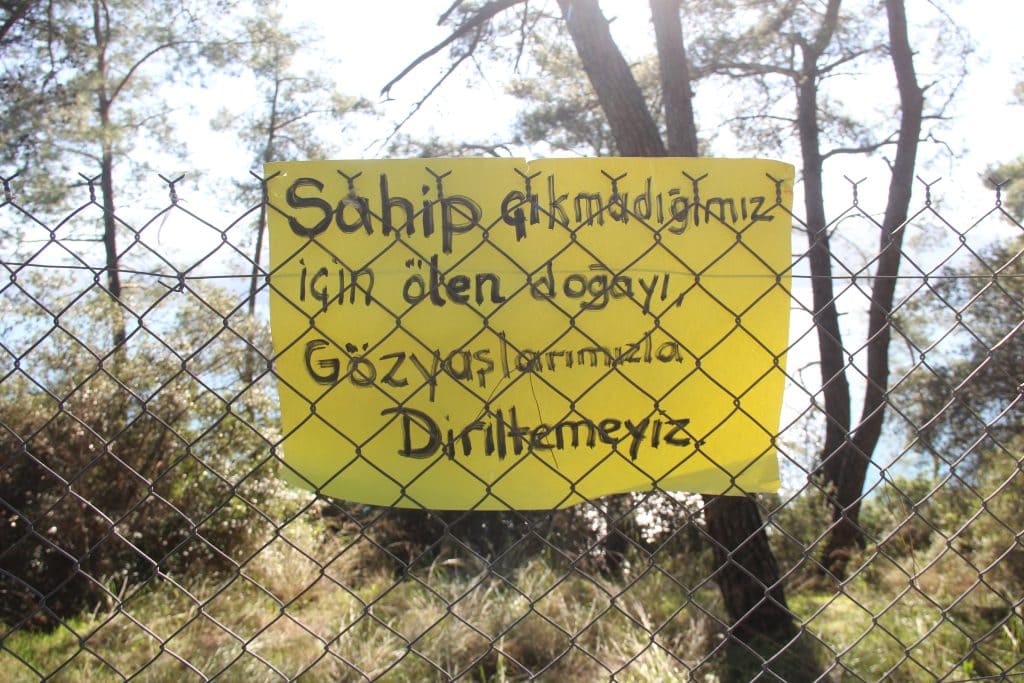 Sahip çıkmadığımız
için ölen doğayı,
Gözyaşlarımızla
Diriltemeyiz.